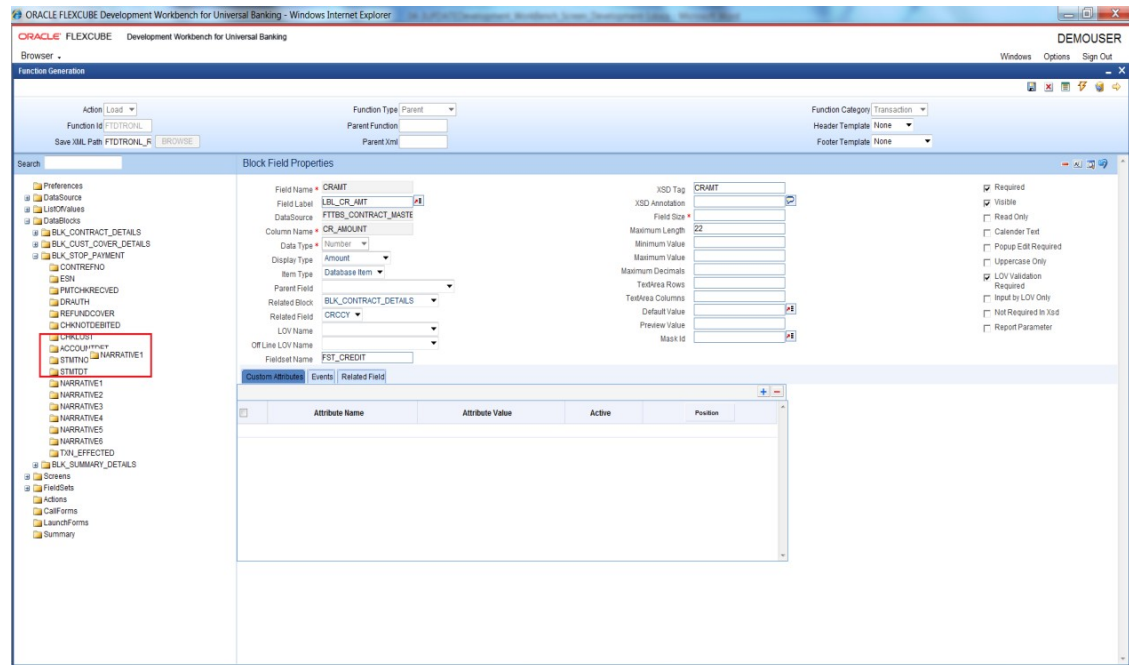 ORACLE FLEXCUBE Development Workbench for Universal Banking - Windows Internet Explorer
ORACLE FLEXCUBE Development Workbench for Universal Banking
DEMOUSER
Browser
Windows Options Sign Out
Function Generation
Action Load
Function Type Parent
Function Category Transaction
Function Id FTDTRONL
Parent Function
Header Template None
Save XML Path FTDTRONL_R BROWSE
Parent Xml
Footer Template None
Search
Preferences
DataSource
ListOfValues
DataBlocks
BLK_CONTRACT_DETAILS
BLK_CUST_COVER_DETAILS
BLK_STOP_PAYMENT
CONTREFNO
ESN
PMTCHKRECVED
DRAUTH
REFUNDCOVER
CHKNOTDEBITED
CHKLOST
ACCOUNTDET
NARRATIVE1
STMTNO
STMTDT
NARRATIVE1
NARRATIVE2
NARRATIVE3
NARRATIVE4
NARRATIVE5
NARRATIVE6
TXN_EFFECTED
BLK_SUMMARY_DETAILS
Screens
FieldSets
Actions
CallForms
LaunchForms
Summary
Block Field Properties
Field Name * CRAMT
Field Label LBL_CR_AMT
DataSource FTTBS_CONTRACT_MASTE
Column Name * CR_AMOUNT
Data Type * Number
Display Type Amount
Item Type Database Item
Parent Field
Related Block BLK_CONTRACT_DETAILS
Related Field CRCCY
LOV Name
Off Line LOV Name
Fieldset Name FST_CREDIT
XSD Tag CRAMT
XSD Annotation
Field Size *
Maximum Length 22
Minimum Value
Maximum Value
Maximum Decimals
TextArea Rows
TextArea Columns
Default Value
Preview Value
Mask Id
Required
Visible
Read Only
Calender Text
Popup Edit Required
Uppercase Only
LOV Validation
Required
Input by LOV Only
Not Required In Xsd
Report Parameter
Custom Attributes Events Related Field
Attribute Name Attribute Value Active Position